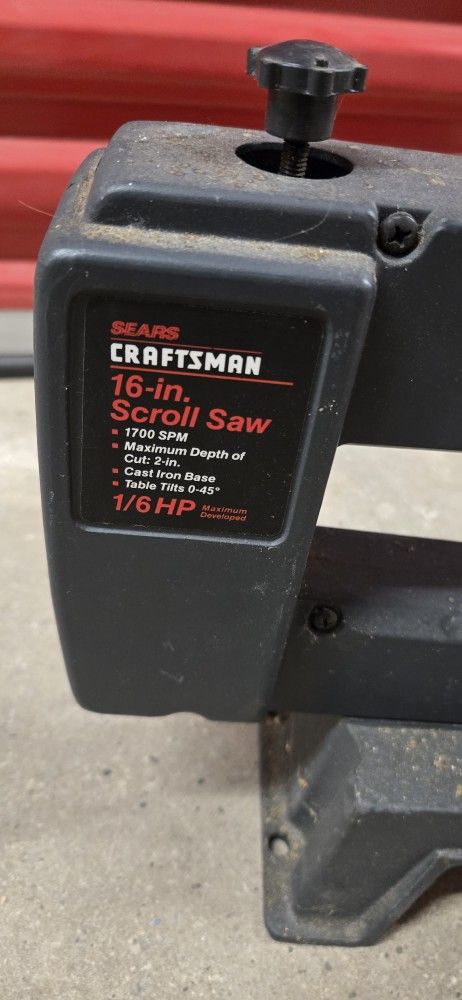 SEARS
CRAFTSMAN
16-in.
Scroll Saw
▪ 1700 SPM
▪ Maximum Depth of
Cut: 2-in.
▪ Cast Iron Base
▪ Table Tilts 0-45°
1/6 HP Maximum
Developed